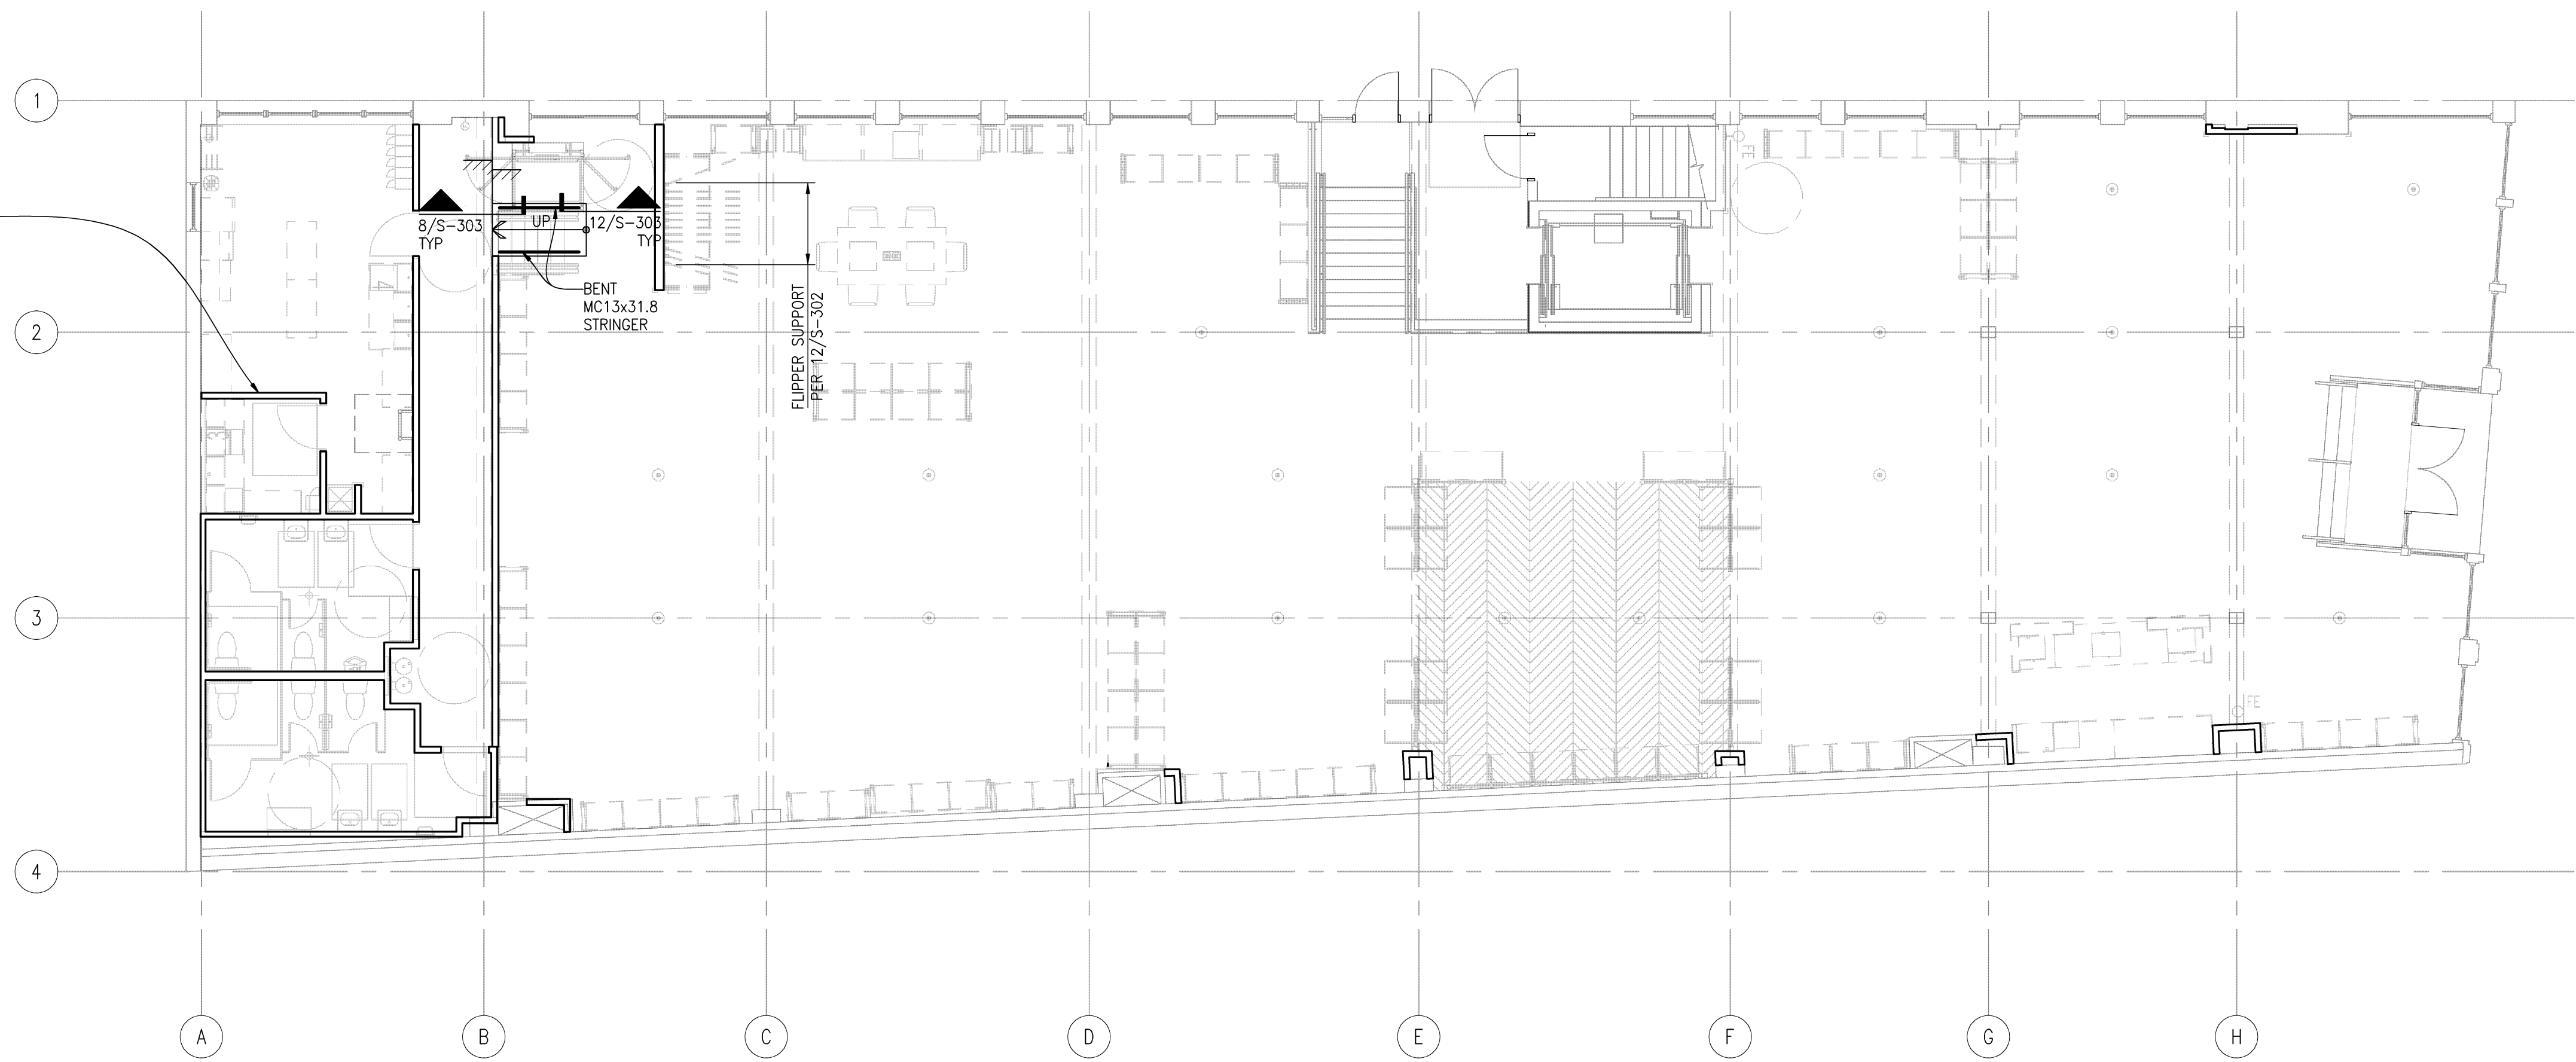 1
8/S-303
TYP
UP
12/S-303
TYP
FE
BENT
MC13x31.8
STRINGER
FLIPPER SUPPORT
PER 12/S-302
2
3
FE
4
A
B
C
D
E
F
G
H